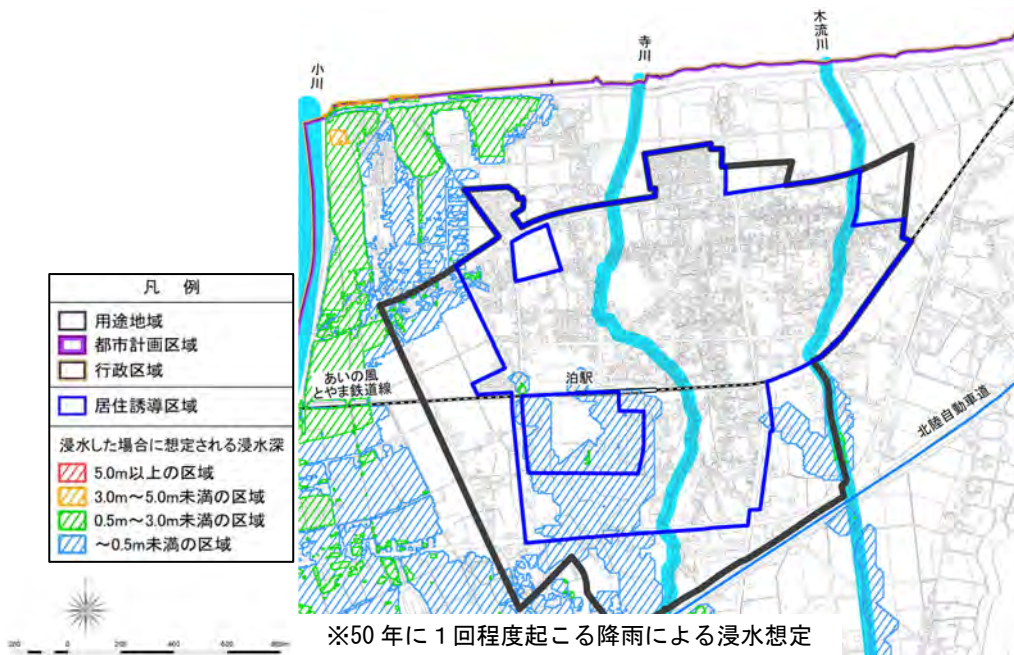 小川
寺川
木流川
凡 例
用途地域
都市計画区域
行政区域
居住誘導区域
浸水した場合に想定される浸水深
5.0m以上の区域
3.0m～5.0m未満の区域
0.5m～3.0m未満の区域
～0.5m未満の区域
あいの風
とやま鉄道線
泊駅
北陸自動車道
200 0 200 400 600 800m
※50年に1回程度起こる降雨による浸水想定